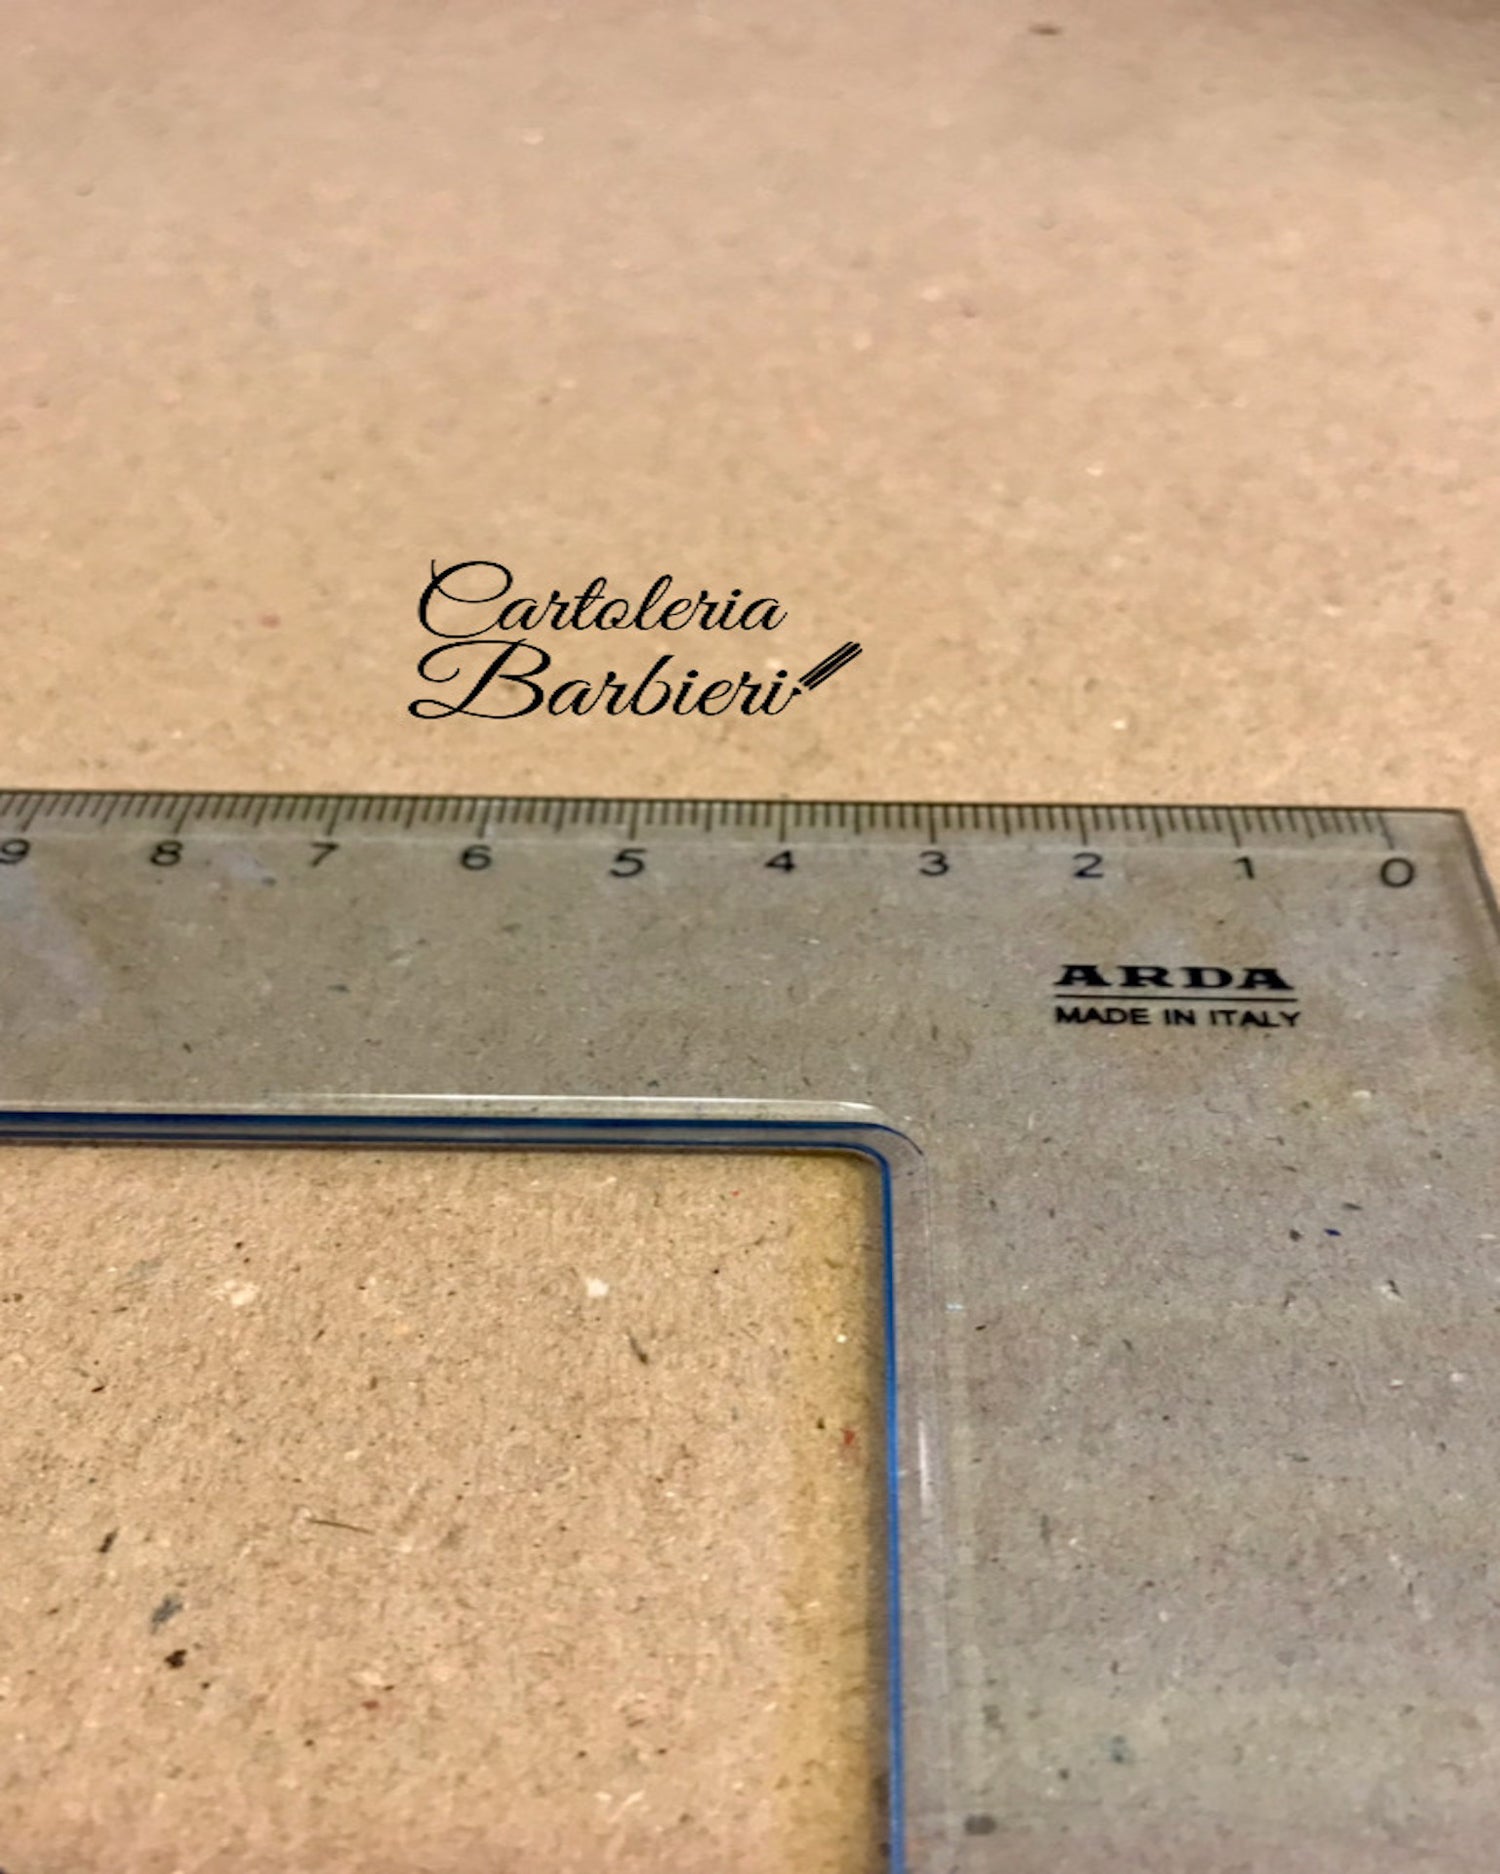 Cartoleria
Barbieri
9 8 7 6 5 4 3 2 1 0
ARDA
MADE IN ITALY